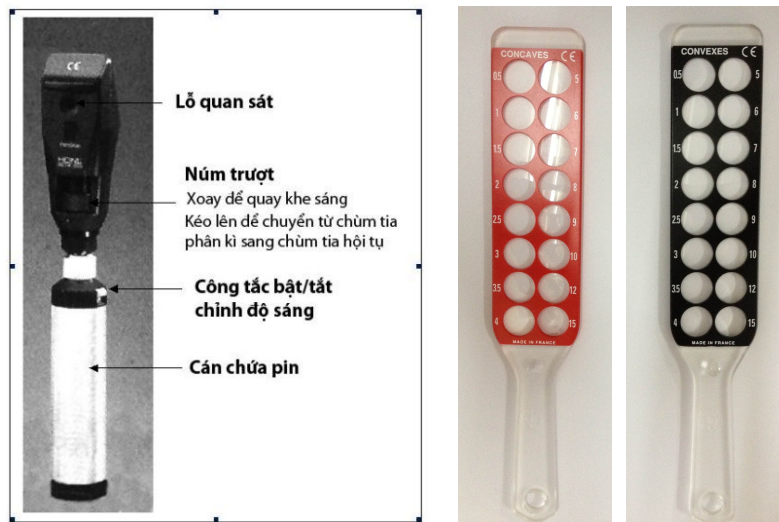 CE
Lỗ quan sát
Núm trượt
Xoay để quay khe sáng
Kéo lên để chuyển từ chùm tia
phân kì sang chùm tia hội tụ
Công tắc bật/tắt
chỉnh độ sáng
Cán chứa pin
CONCAVES CE
0.5 5
1 6
1.5 7
2 8
2.5 9
3 10
3.5 12
4 15
MADE IN FRANCE
CONVEXES CE
0.5 5
1 6
1.5 7
2 8
2.5 9
3 10
3.5 12
4 15
MADE IN FRANCE